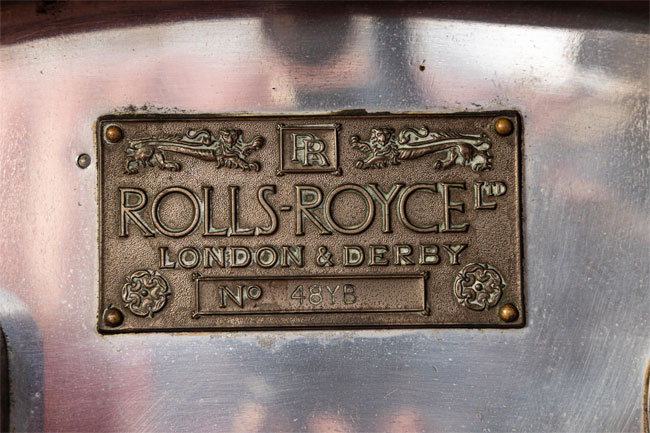 RR
ROLLS-ROYCE LTD
LONDON & DERBY
No 48YB